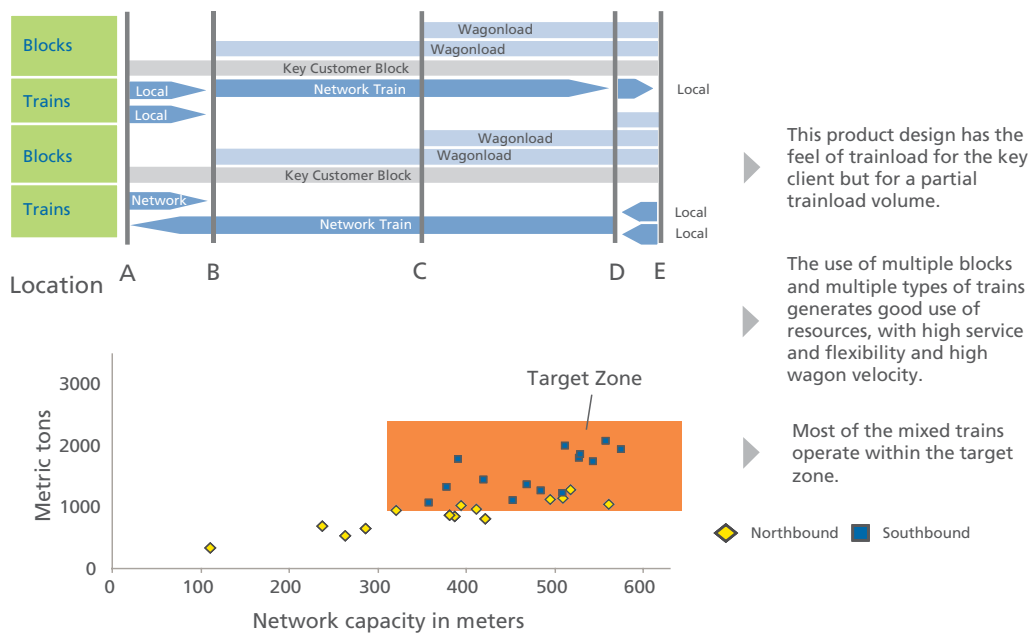 Blocks
Wagonload
Wagonload
Key Customer Block
Trains
Local
Network Train
Local
Local
Blocks
Wagonload
Wagonload
Key Customer Block
Trains
Network
Local
Network Train
Local
Location
A B C D E
This product design has the
feel of trainload for the key
client but for a partial
trainload volume.
The use of multiple blocks
and multiple types of trains
generates good use of
resources, with high service
and flexibility and high
wagon velocity.
Most of the mixed trains
operate within the target
zone.
Target Zone
Metric tons
3000
2000
1000
0
0 100 200 300 400 500 600
Network capacity in meters
Northbound Southbound